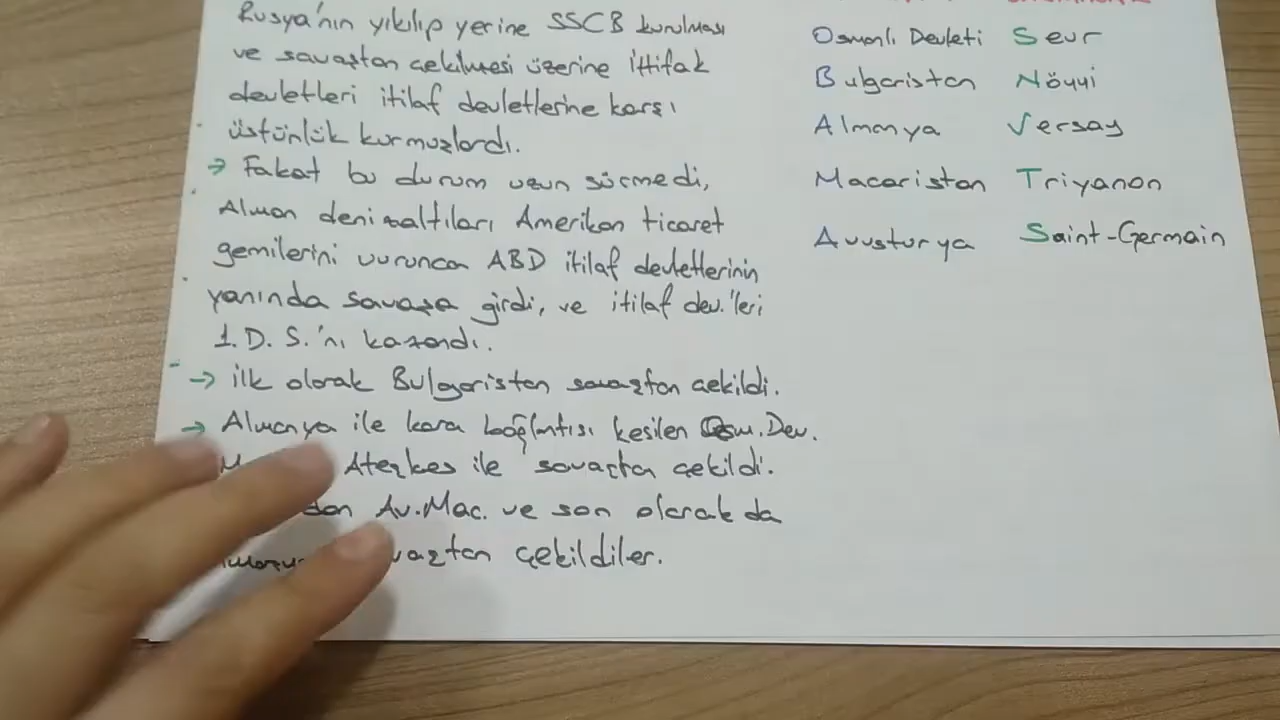 Rusya'nın yıkılıp yerine SSCB kurulması
ve savaştan çekilmesi üzerine ittifak
devletleri itilaf devletlerine karşı
üstünlük kurmuşlardı.
→ Fakat bu durum uzun sürmedi,
Alman denizaltıları Amerikan ticaret
gemilerini vurunca ABD itilaf devletlerinin
yanında savaşa girdi, ve itilaf dev.'leri
1. D. S.'nı kazandı.
→ ilk olarak Bulgaristan savaştan çekildi.
→ Almanya ile kara bağlantısı kesilen Osm. Dev.
Ateşkes ile savaştan çekildi.
Av. Mac. ve son olarak da
çekildiler.
Osmanlı Devleti Sevr
Bulgaristan Nöyyi
Almanya Versay
Macaristan Triyanon
Avusturya Saint-Germain